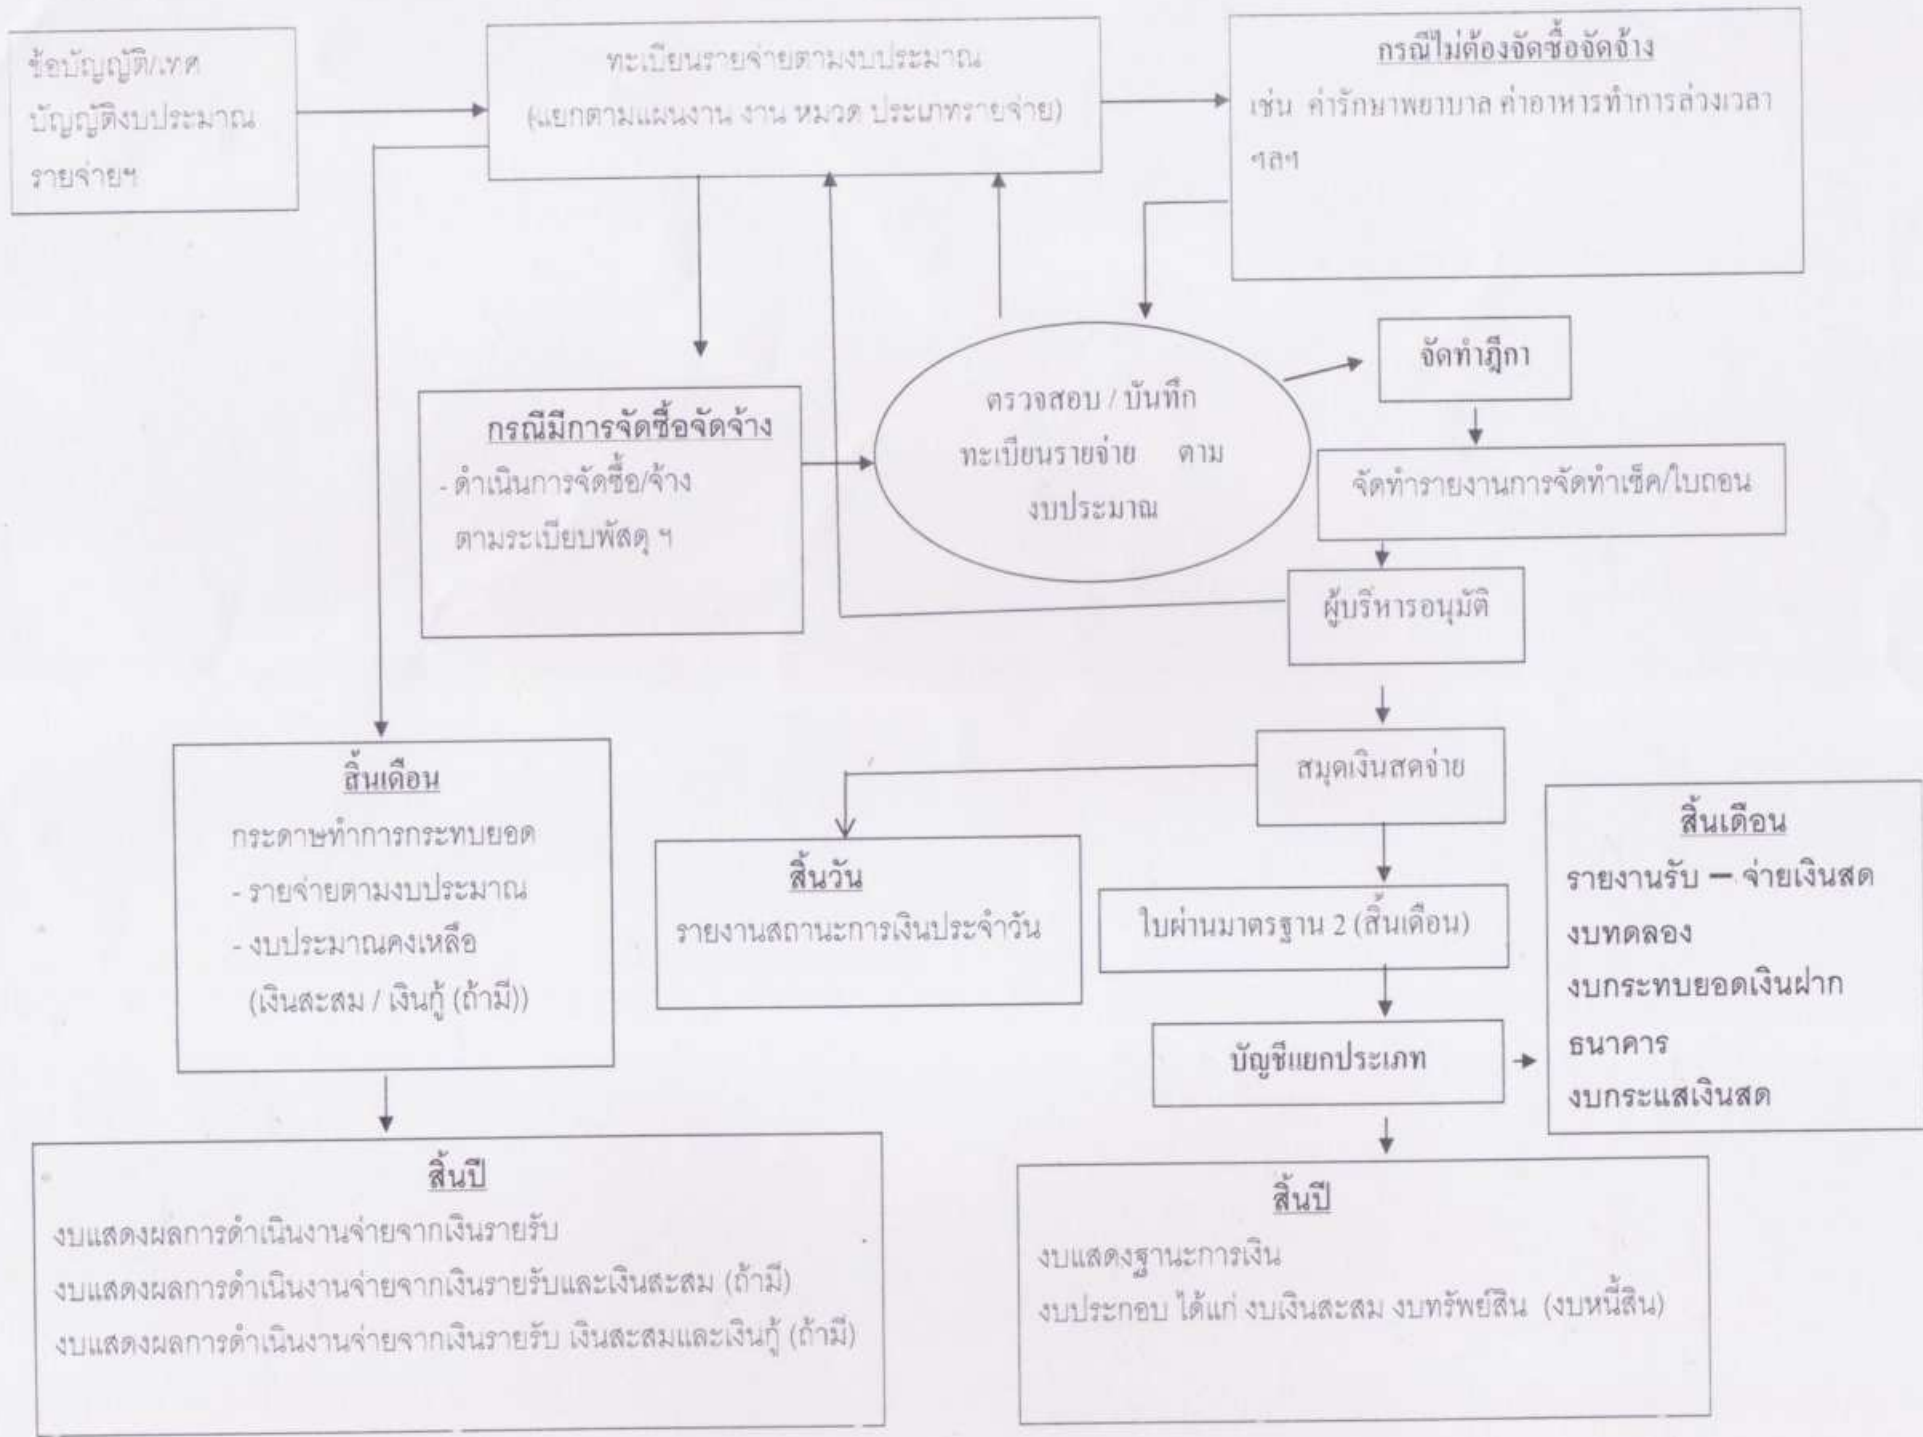 ข้อบัญญัติ/เทศ
บัญญัติงบประมาณ
รายจ่ายฯ
ทะเบียนรายจ่ายตามงบประมาณ
(แยกตามแผนงาน งาน หมวด ประเภทรายจ่าย)
กรณีไม่ต้องจัดซื้อจัดจ้าง
เช่น ค่ารักษาพยาบาล ค่าอาหารทำการล่วงเวลา
ฯลฯ
กรณีมีการจัดซื้อจัดจ้าง
- ดำเนินการจัดซื้อ/จ้าง
ตามระเบียบพัสดุ ฯ
ตรวจสอบ / บันทึก
ทะเบียนรายจ่าย ตาม
งบประมาณ
จัดทำฎีกา
จัดทำรายงานการจัดทำเช็ค/ใบถอน
ผู้บริหารอนุมัติ
สมุดเงินสดจ่าย
สิ้นเดือน
กระดาษทำการกระทบยอด
- รายจ่ายตามงบประมาณ
- งบประมาณคงเหลือ
(เงินสะสม / เงินกู้ (ถ้ามี))
สิ้นวัน
รายงานสถานะการเงินประจำวัน
ใบผ่านมาตรฐาน 2 (สิ้นเดือน)
บัญชีแยกประเภท
สิ้นเดือน
รายงานรับ – จ่ายเงินสด
งบทดลอง
งบกระทบยอดเงินฝาก
ธนาคาร
งบกระแสเงินสด
สิ้นปี
งบแสดงผลการดำเนินงานจ่ายจากเงินรายรับ
งบแสดงผลการดำเนินงานจ่ายจากเงินรายรับและเงินสะสม (ถ้ามี)
งบแสดงผลการดำเนินงานจ่ายจากเงินรายรับ เงินสะสมและเงินกู้ (ถ้ามี)
สิ้นปี
งบแสดงฐานะการเงิน
งบประกอบ ได้แก่ งบเงินสะสม งบทรัพย์สิน (งบหนี้สิน)